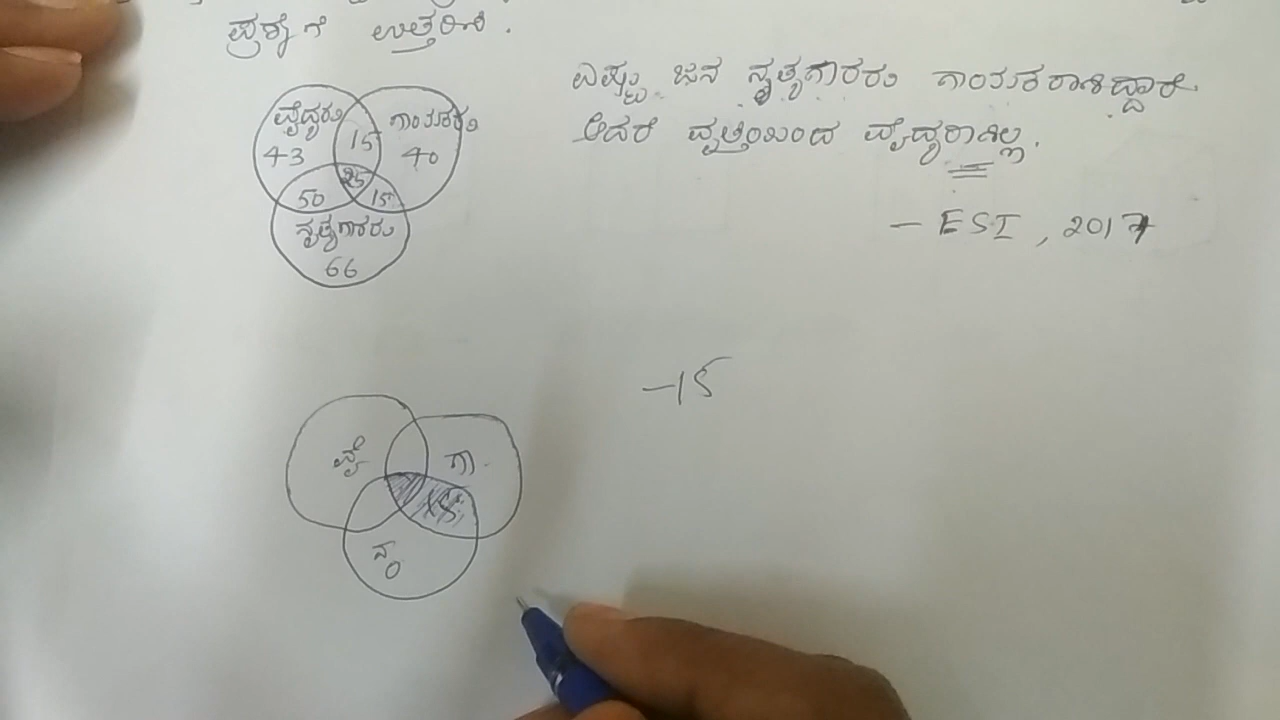 ಪ್ರಶ್ನೆಗೆ ಉತ್ತರಿಸಿ.
ಎಷ್ಟು ಜನ ನೃತ್ಯಗಾರರು ಗಾಯಕರಾಗಿದ್ದಾರೆ
ಆದರೆ ವೃತ್ತಿಯಿಂದ ವೈದ್ಯರಾಗಿಲ್ಲ.
- ESI, 2017
ವೈದ್ಯರು 15 ಗಾಯಕರು
43 40
25
50 15
ನೃತ್ಯಗಾರರು
66
-15
ವೈ ಗಾ
15
ನೃ